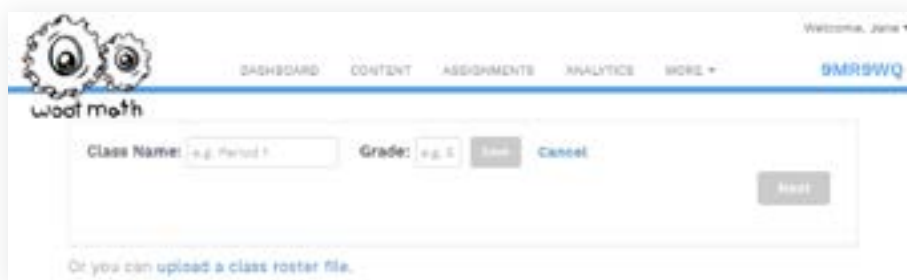 Welcome, Jane
DASHBOARD CONTENT ASSIGNMENTS ANALYTICS MORE
9MR9WQ
woot math
Class Name: e.g. Period 1 Grade: e.g. 5 Save Cancel
Next
Or you can upload a class roster file.